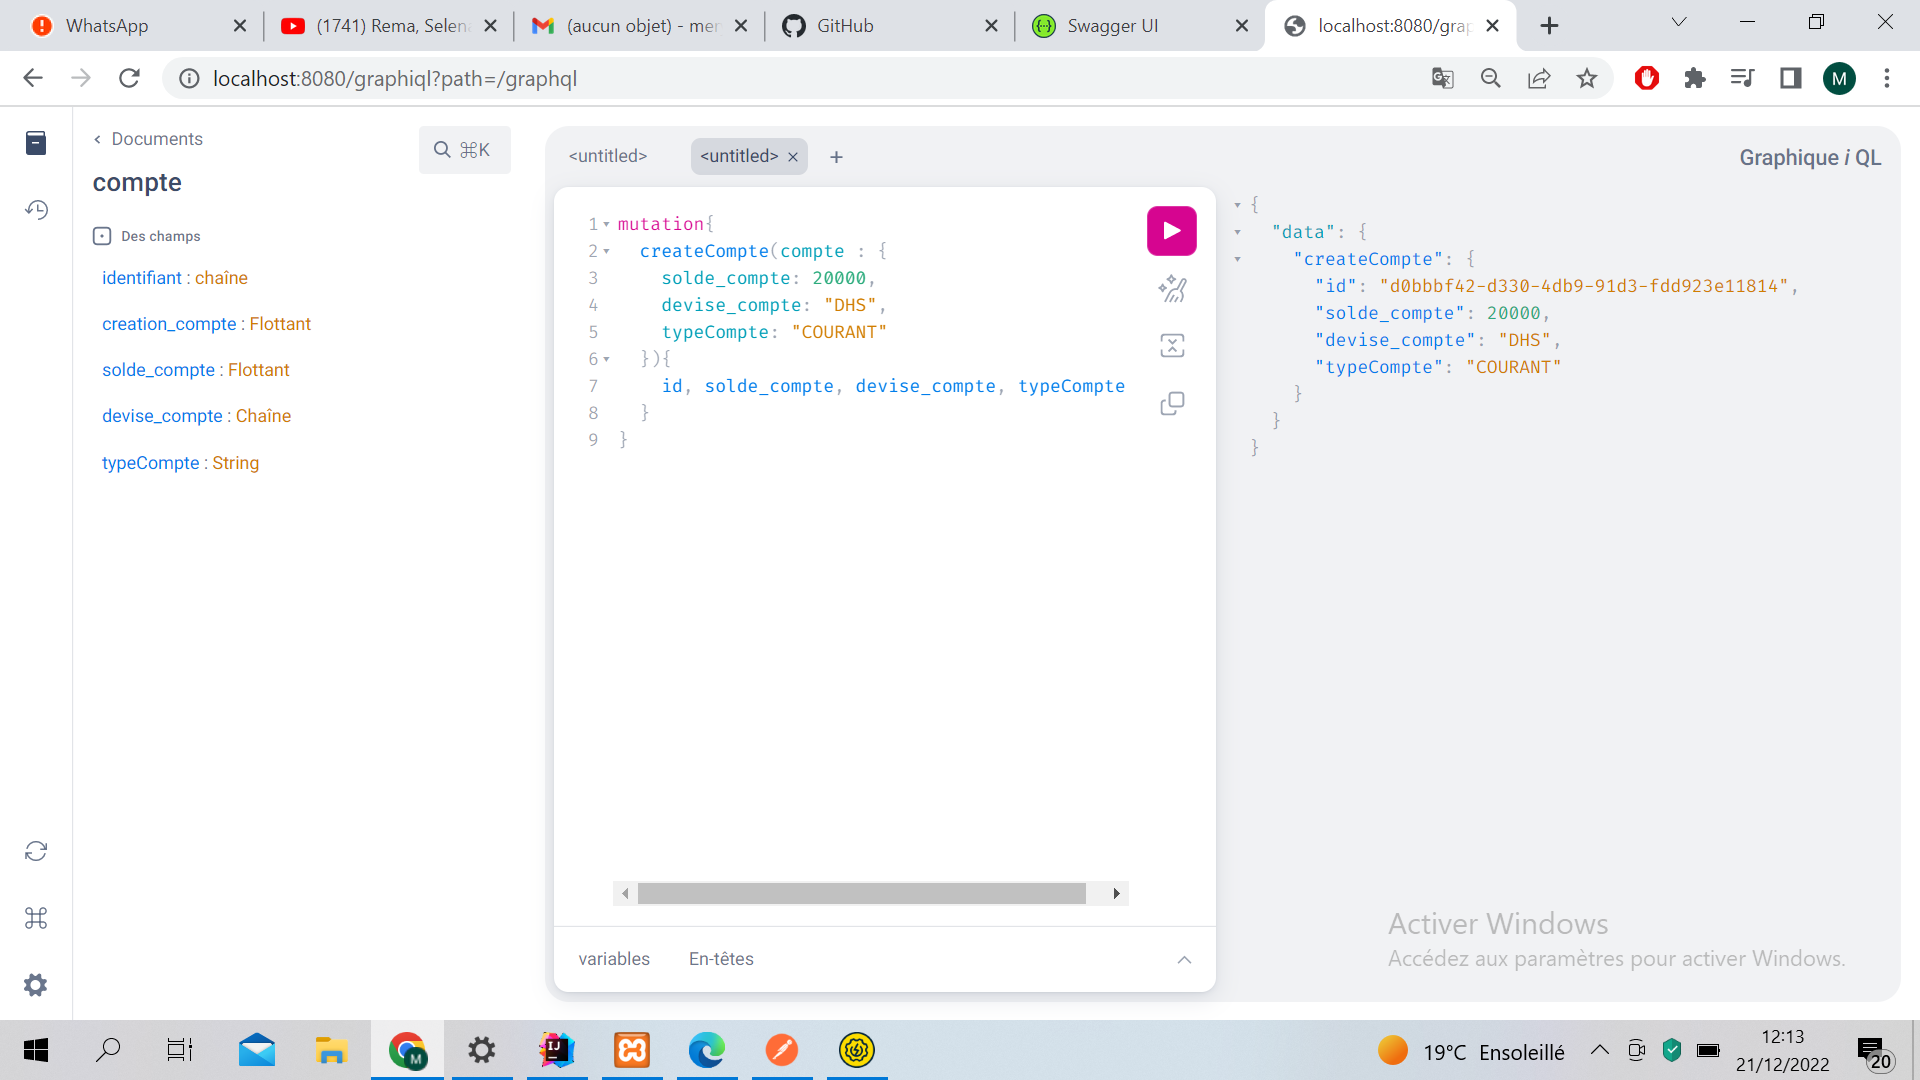 WhatsApp
(1741) Rema, Selena
(aucun objet) - mer
GitHub
Swagger UI
localhost:8080/grap
localhost:8080/graphiql?path=/graphql
M
Documents
⌘K
compte
Des champs
identifiant : chaîne
creation_compte : Flottant
solde_compte : Flottant
devise_compte : Chaîne
typeCompte : String
<untitled>
<untitled>
Graphique i QL
1 mutation{
2 createCompte(compte : {
3 solde_compte: 20000,
4 devise_compte: "DHS",
5 typeCompte: "COURANT"
6 }){
7 id, solde_compte, devise_compte, typeCompte
8 }
9 }
variables
En-têtes
{
"data": {
"createCompte": {
"id": "d0bbbf42-d330-4db9-91d3-fdd923e11814",
"solde_compte": 20000,
"devise_compte": "DHS",
"typeCompte": "COURANT"
}
}
}
Activer Windows
Accédez aux paramètres pour activer Windows.
M
IJ
19°C Ensoleillé
12:13
21/12/2022
20